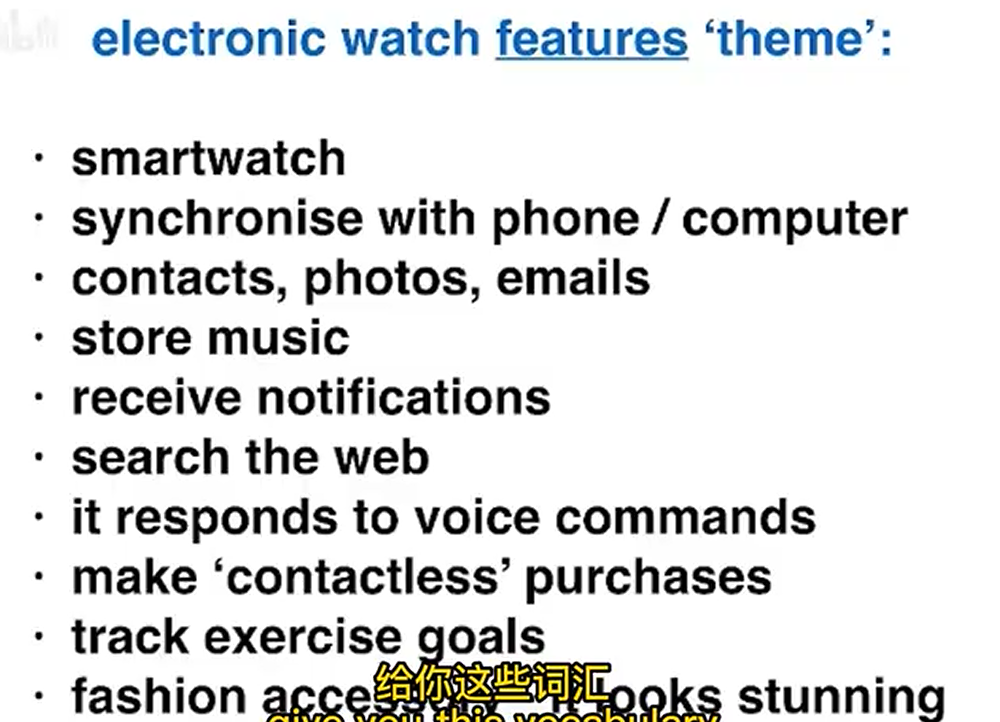 electronic watch features ‘theme’:
· smartwatch
· synchronise with phone / computer
· contacts, photos, emails
· store music
· receive notifications
· search the web
· it responds to voice commands
· make ‘contactless’ purchases
· track exercise goals
· fashion looks stunning
给你这些词汇
give you this vocabulary